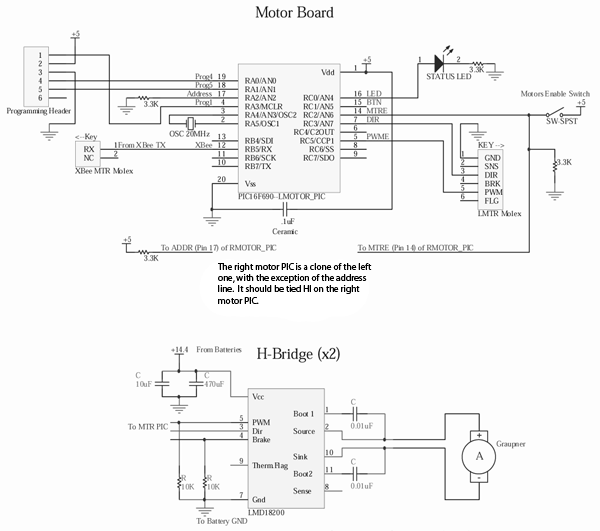 Motor Board
+5
1
2
3
4
5
6
Programming Header
Prog4 19
Prog5 18
Address 17
3.3K
Prog1 4
3
2
OSC 20MHz
<--Key
RX
NC
1 From XBee TX
2
XBee MTR Molex
13
XBee 12
11
10
20
RA0/AN0
RA1/AN1
RA2/AN2
RA3/MCLR
RA4/AN3/OSC2
RA5/OSC1
RB4/SDI
RB5/RX
RB6/SCK
RB7/TX
Vss
Vdd
RC0/AN4
RC1/AN5
RC2/AN6
RC3/AN7
RC4/C2OUT
RC5/CCP1
RC6/SS
RC7/SDO
PIC16F690--LMOTOR_PIC
1
+5
16 LED
15 BTN
14 MTRE
7 DIR
6
5 PWME
8
9
.1uF
Ceramic
1
2
STATUS LED
3.3K
Motors Enable Switch
SW-SPST
3.3K
KEY -->
1 GND
2 SNS
3 DIR
4 BRK
5 PWM
6 FLG
LMTR Molex
+5
3.3K
To ADDR (Pin 17) of RMOTOR_PIC
To MTRE (Pin 14) of RMOTOR_PIC
The right motor PIC is a clone of the left
one, with the exception of the address
line. It should be tied HI on the right
motor PIC.
H-Bridge (x2)
+14.4
From Batteries
C
10uF
C
470uF
To MTR PIC
5
3
4
9
7
R
10K
R
10K
To Battery GND
Vcc
PWM
Dir
Brake
Therm.Flag
Gnd
Boot 1
Source
Sink
Boot2
Sense
LMD18200
1
2
10
11
8
C
0.01uF
C
0.01uF
+
A
-
Graupner